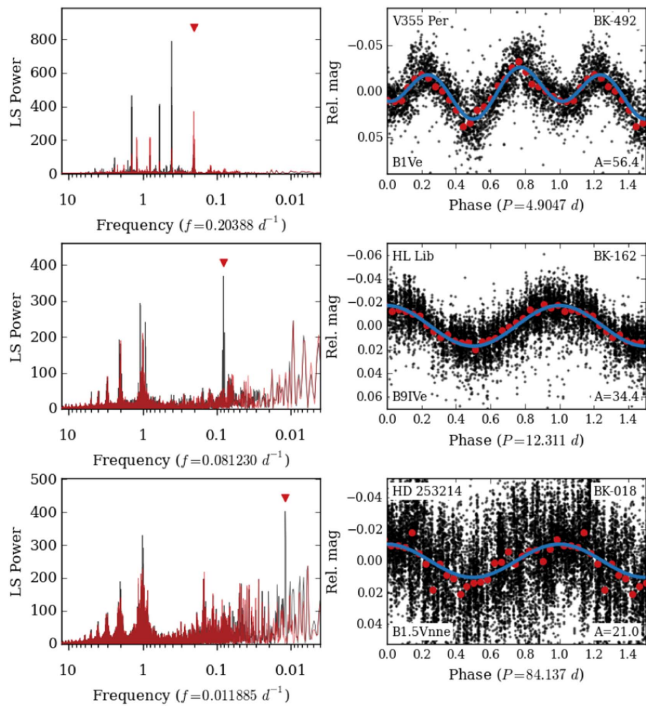 800
600
400
200
0
LS Power
10
1
0.1
0.01
Frequency (f=0.20388 d⁻¹)
V355 Per
BK-492
−0.05
0.00
0.05
Rel. mag
B1Ve
A=56.4
0.0 0.2 0.4 0.6 0.8 1.0 1.2 1.4
Phase (P=4.9047 d)
400
300
200
100
0
LS Power
10
1
0.1
0.01
Frequency (f=0.081230 d⁻¹)
HL Lib
BK-162
−0.06
−0.04
−0.02
0.00
0.02
0.04
0.06
Rel. mag
B9IVe
A=34.4
0.0 0.2 0.4 0.6 0.8 1.0 1.2 1.4
Phase (P=12.311 d)
500
400
300
200
100
0
LS Power
10
1
0.1
0.01
Frequency (f=0.011885 d⁻¹)
HD 253214
BK-018
−0.04
−0.02
0.00
0.02
0.04
Rel. mag
B1.5Vnne
A=21.0
0.0 0.2 0.4 0.6 0.8 1.0 1.2 1.4
Phase (P=84.137 d)